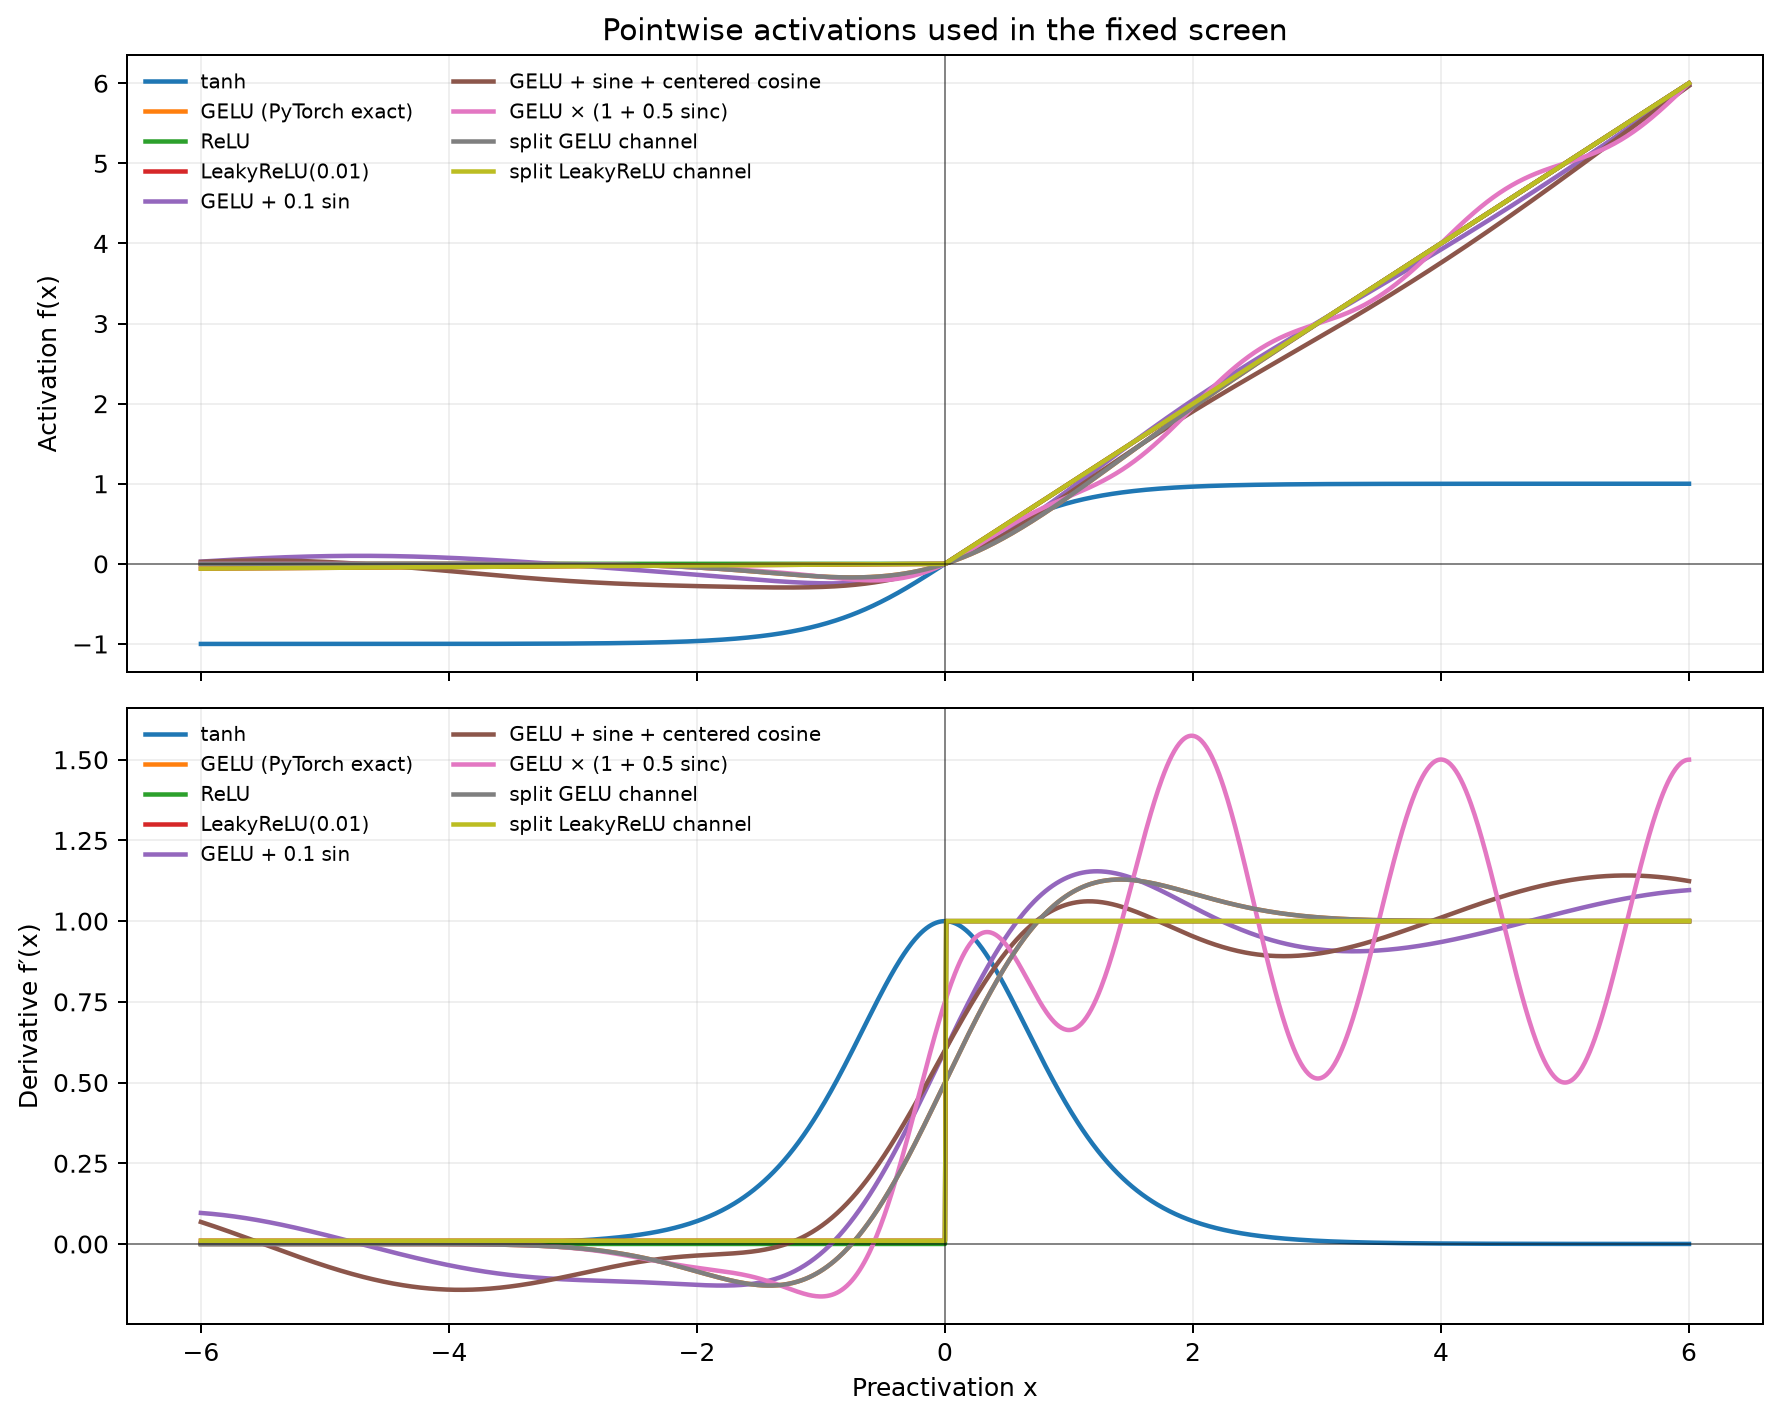 Pointwise activations used in the fixed screen
tanh
GELU (PyTorch exact)
ReLU
LeakyReLU(0.01)
GELU + 0.1 sin
GELU + sine + centered cosine
GELU × (1 + 0.5 sinc)
split GELU channel
split LeakyReLU channel
Activation f(x)
6
5
4
3
2
1
0
−1
tanh
GELU (PyTorch exact)
ReLU
LeakyReLU(0.01)
GELU + 0.1 sin
GELU + sine + centered cosine
GELU × (1 + 0.5 sinc)
split GELU channel
split LeakyReLU channel
Derivative f′(x)
1.50
1.25
1.00
0.75
0.50
0.25
0.00
−6 −4 −2 0 2 4 6
Preactivation x